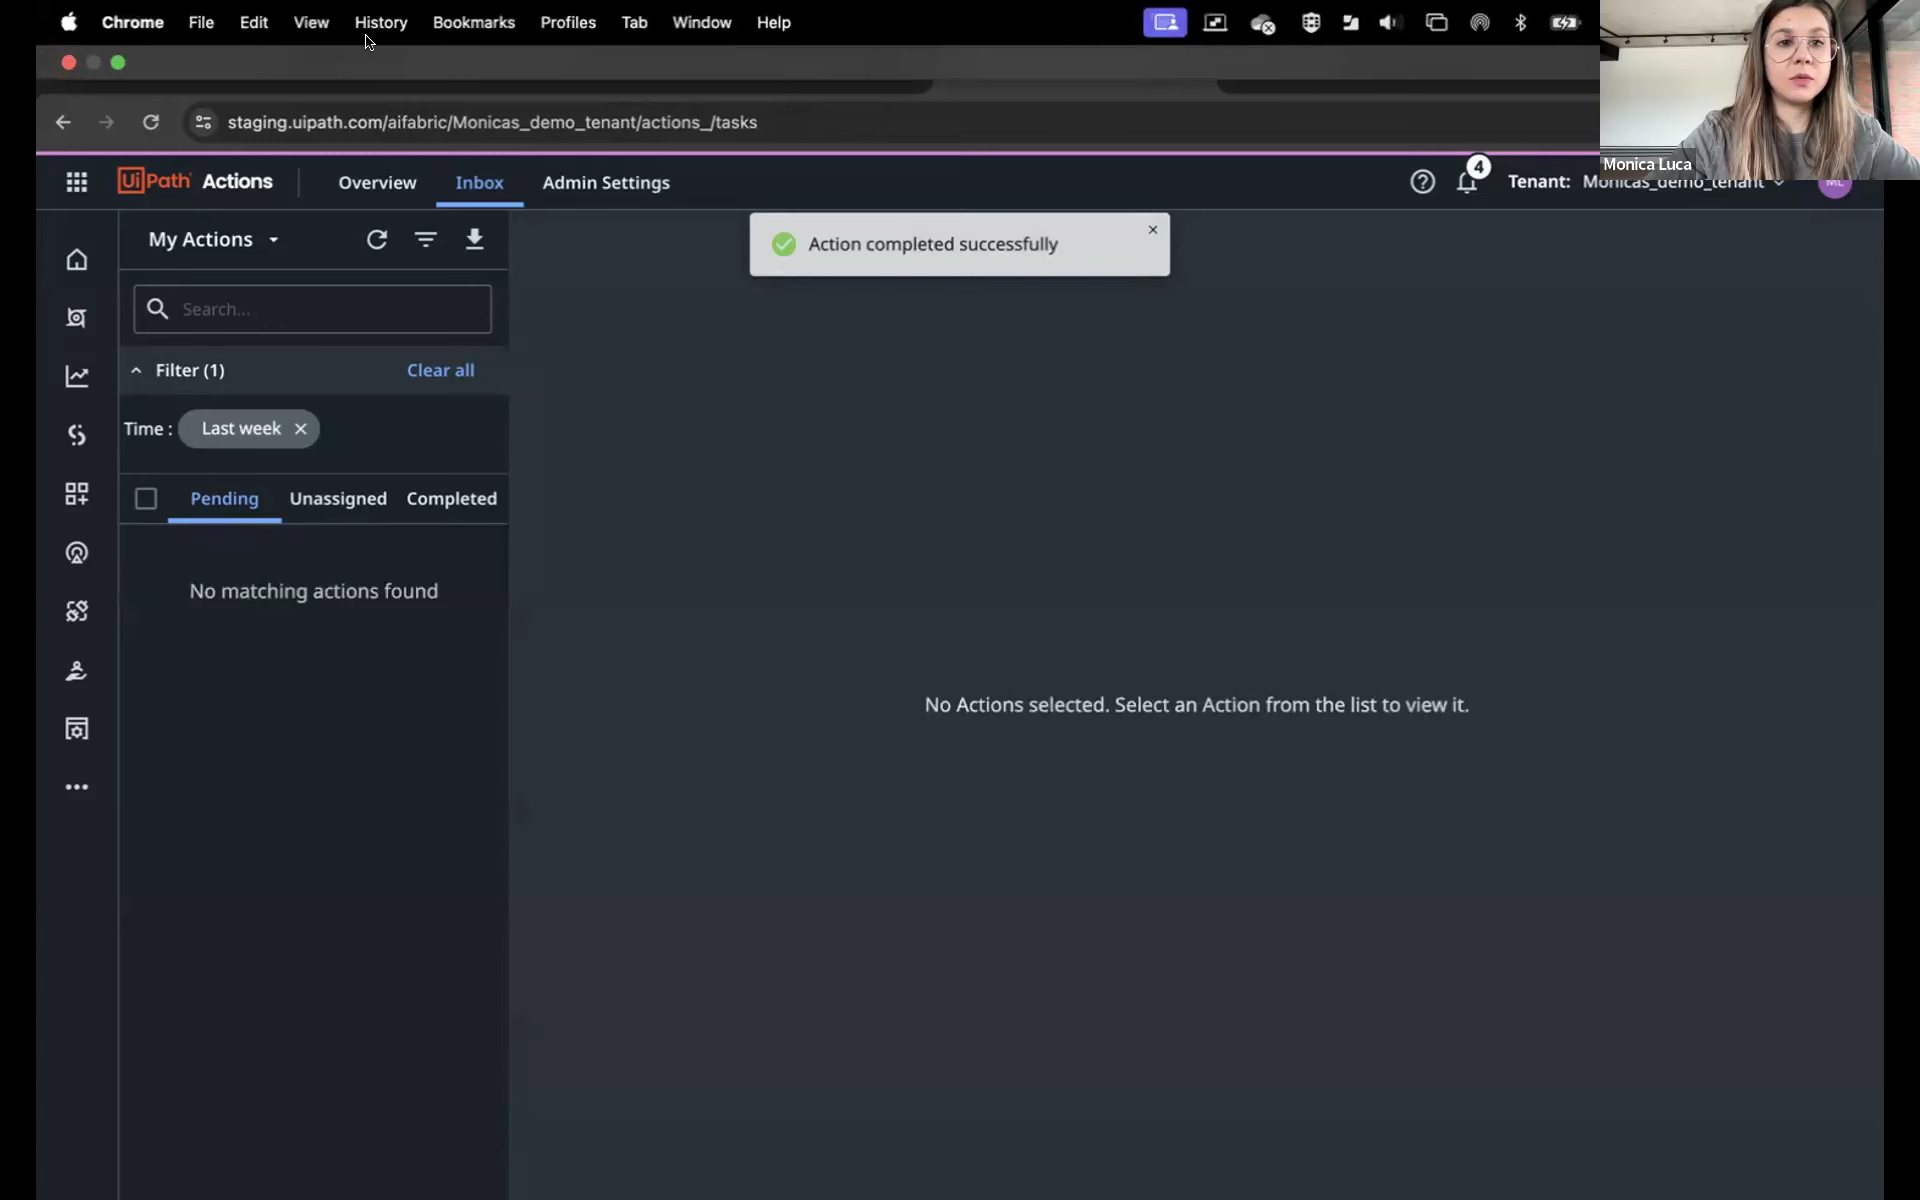 Chrome File Edit View History Bookmarks Profiles Tab Window Help
staging.uipath.com/aifabric/Monicas_demo_tenant/actions_/tasks
Monica Luca
UiPath Actions Overview Inbox Admin Settings 4 Tenant: Monicas_demo_tenant ML
My Actions
Action completed successfully
Search...
Filter (1) Clear all
Time : Last week
Pending Unassigned Completed
No matching actions found
No Actions selected. Select an Action from the list to view it.